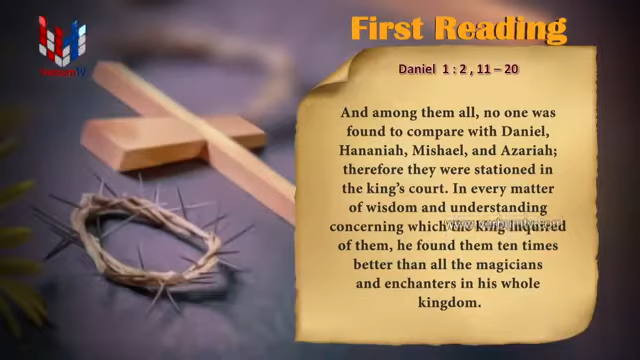 First Reading
Daniel 1 : 2 , 11 – 20
And among them all, no one was
found to compare with Daniel,
Hananiah, Mishael, and Azariah;
therefore they were stationed in
the king's court. In every matter
of wisdom and understanding
concerning which the king inquired
of them, he found them ten times
better than all the magicians
and enchanters in his whole
kingdom.